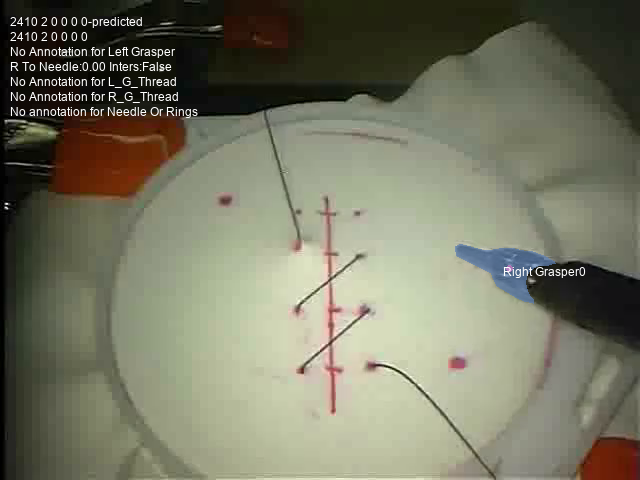 2410 2 0 0 0 0-predicted
2410 2 0 0 0 0
No Annotation for Left Grasper
R To Needle:0.00 Inters:False
No Annotation for L_G_Thread
No Annotation for R_G_Thread
No annotation for Needle Or Rings
Right Grasper0